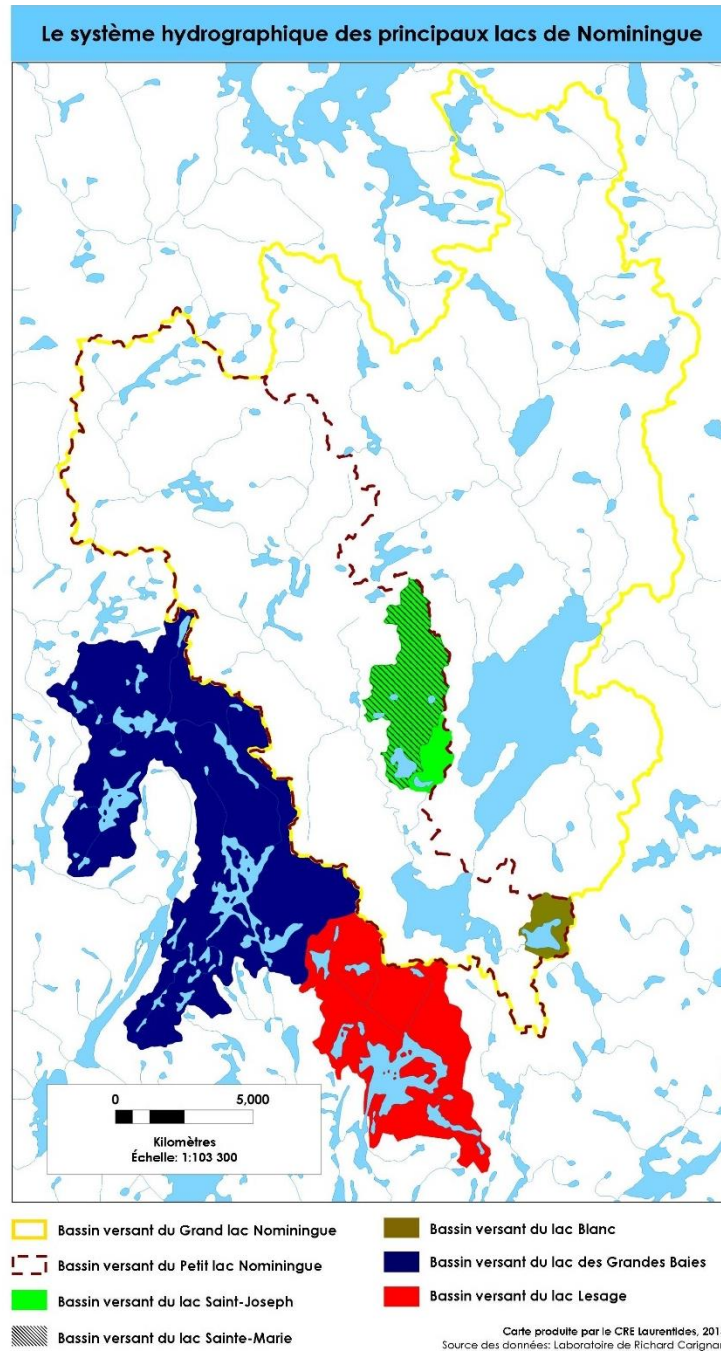 Le système hydrographique des principaux lacs de Nominingue
0 5,000
Kilomètres
Échelle: 1:103 300
Bassin versant du Grand lac Nominingue
Bassin versant du Petit lac Nominingue
Bassin versant du lac Saint-Joseph
Bassin versant du lac Sainte-Marie
Bassin versant du lac Blanc
Bassin versant du lac des Grandes Baies
Bassin versant du lac Lesage
Carte produite par le CRE Laurentides, 201
Source des données: Laboratoire de Richard Carignan